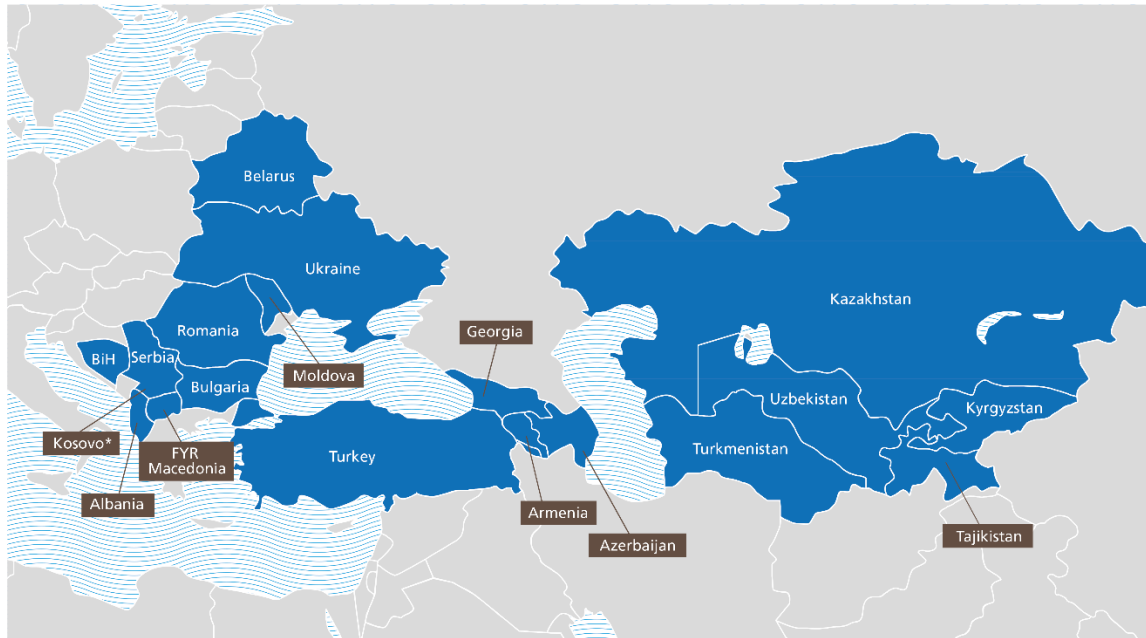 Belarus
Ukraine
Kazakhstan
Romania
Georgia
BiH
Serbia
Moldova
Bulgaria
Uzbekistan
Kyrgyzstan
Kosovo*
FYR
Macedonia
Turkey
Turkmenistan
Albania
Armenia
Azerbaijan
Tajikistan